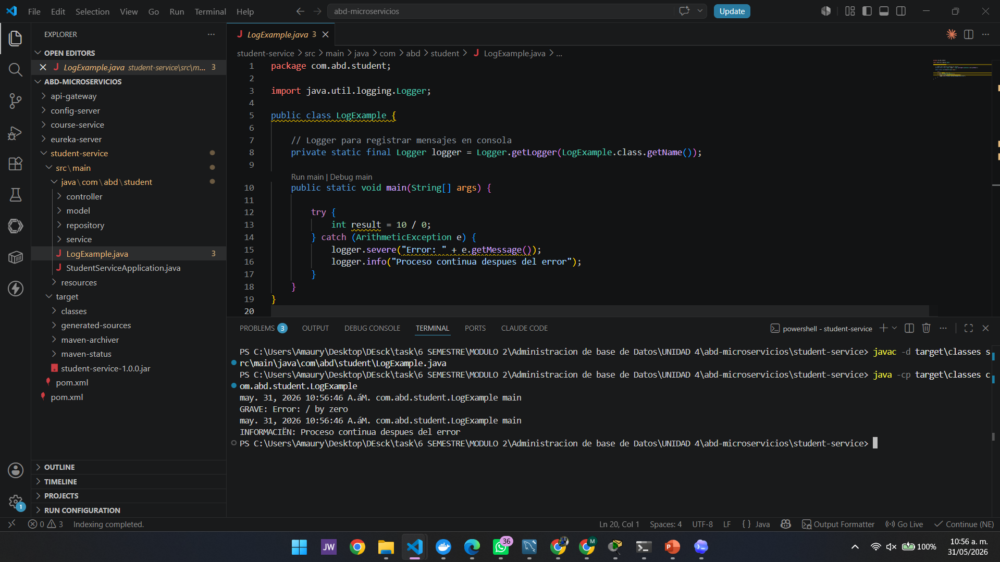 File Edit Selection View Go Run Terminal Help
abd-microservicios
Update
EXPLORER
OPEN EDITORS
LogExample.java student-service\src\m... 3
ABD-MICROSERVICIOS
api-gateway
config-server
course-service
eureka-server
student-service
src\main
java\com\abd\student
controller
model
repository
service
LogExample.java 3
StudentServiceApplication.java
resources
target
classes
generated-sources
maven-archiver
maven-status
student-service-1.0.0.jar
pom.xml
pom.xml
OUTLINE
TIMELINE
PROJECTS
RUN CONFIGURATION
LogExample.java 3
student-service > src > main > java > com > abd > student > LogExample.java > ...
1 package com.abd.student;
2
3 import java.util.logging.Logger;
4
5 public class LogExample {
6
7 // Logger para registrar mensajes en consola
8 private static final Logger logger = Logger.getLogger(LogExample.class.getName());
9
Run main | Debug main
10 public static void main(String[] args) {
11
12 try {
13 int result = 10 / 0;
14 } catch (ArithmeticException e) {
15 logger.severe("Error: " + e.getMessage());
16 logger.info("Proceso continua despues del error");
17 }
18 }
19 }
20
PROBLEMS 3 OUTPUT DEBUG CONSOLE TERMINAL PORTS CLAUDE CODE
powershell - student-service
PS C:\Users\Amaury\Desktop\DEsck\task\6 SEMESTRE\MODULO 2\Administracion de base de Datos\UNIDAD 4\abd-microservicios\student-service> javac -d target\classes s
rc\main\java\com\abd\student\LogExample.java
PS C:\Users\Amaury\Desktop\DEsck\task\6 SEMESTRE\MODULO 2\Administracion de base de Datos\UNIDAD 4\abd-microservicios\student-service> java -cp target\classes c
om.abd.student.LogExample
may. 31, 2026 10:56:46 A.áM. com.abd.student.LogExample main
GRAVE: Error: / by zero
may. 31, 2026 10:56:46 A.áM. com.abd.student.LogExample main
INFORMACIËN: Proceso continua despues del error
PS C:\Users\Amaury\Desktop\DEsck\task\6 SEMESTRE\MODULO 2\Administracion de base de Datos\UNIDAD 4\abd-microservicios\student-service>
1
0 3 Indexing completed.
Ln 20, Col 1 Spaces: 4 UTF-8 LF { } Java Output Formatter Go Live Continue (NE)
JW
36
M
100%
10:56 a. m.
31/05/2026